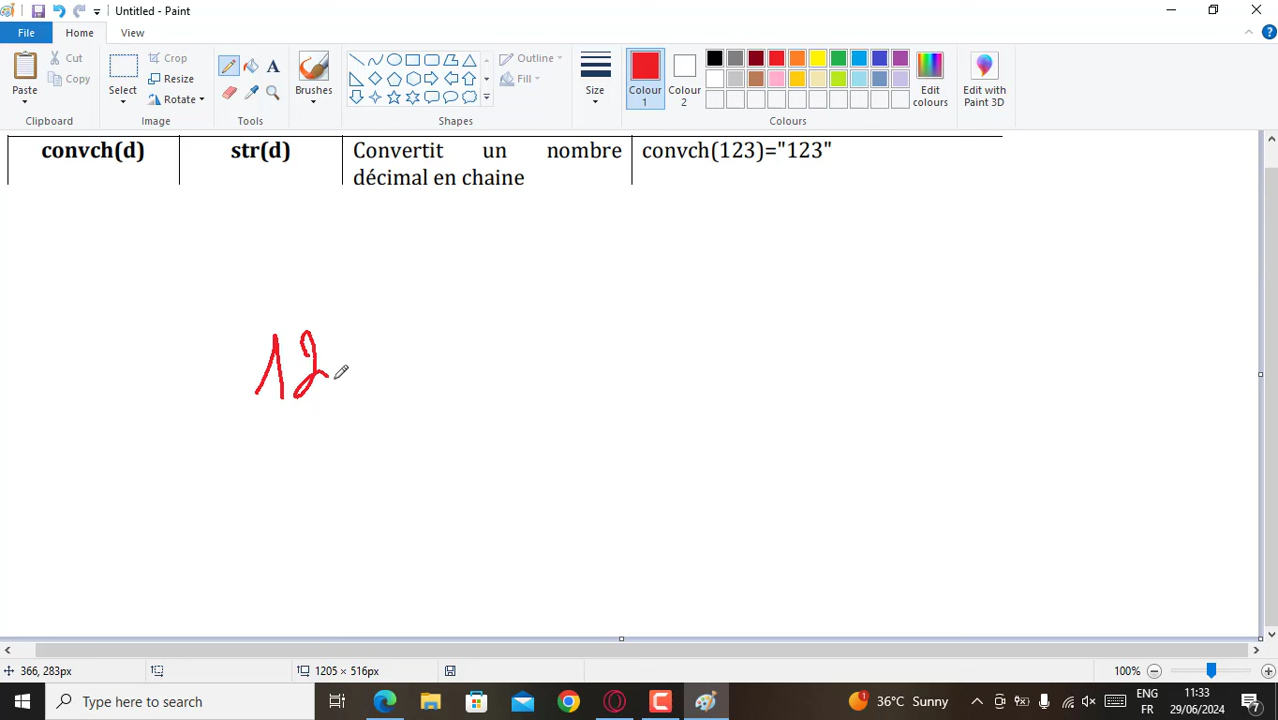 Untitled - Paint
File Home View
Paste
Cut
Copy
Clipboard
Select
Crop
Resize
Rotate
Image
Tools
Brushes
Shapes
Outline
Fill
Size
Colour 1
Colour 2
Edit colours
Edit with Paint 3D
Colours
convch(d) str(d) Convertit un nombre convch(123)="123"
décimal en chaine
12
366, 283px
1205 × 516px
100%
Type here to search
36°C Sunny
ENG 11:33
FR 29/06/2024
7